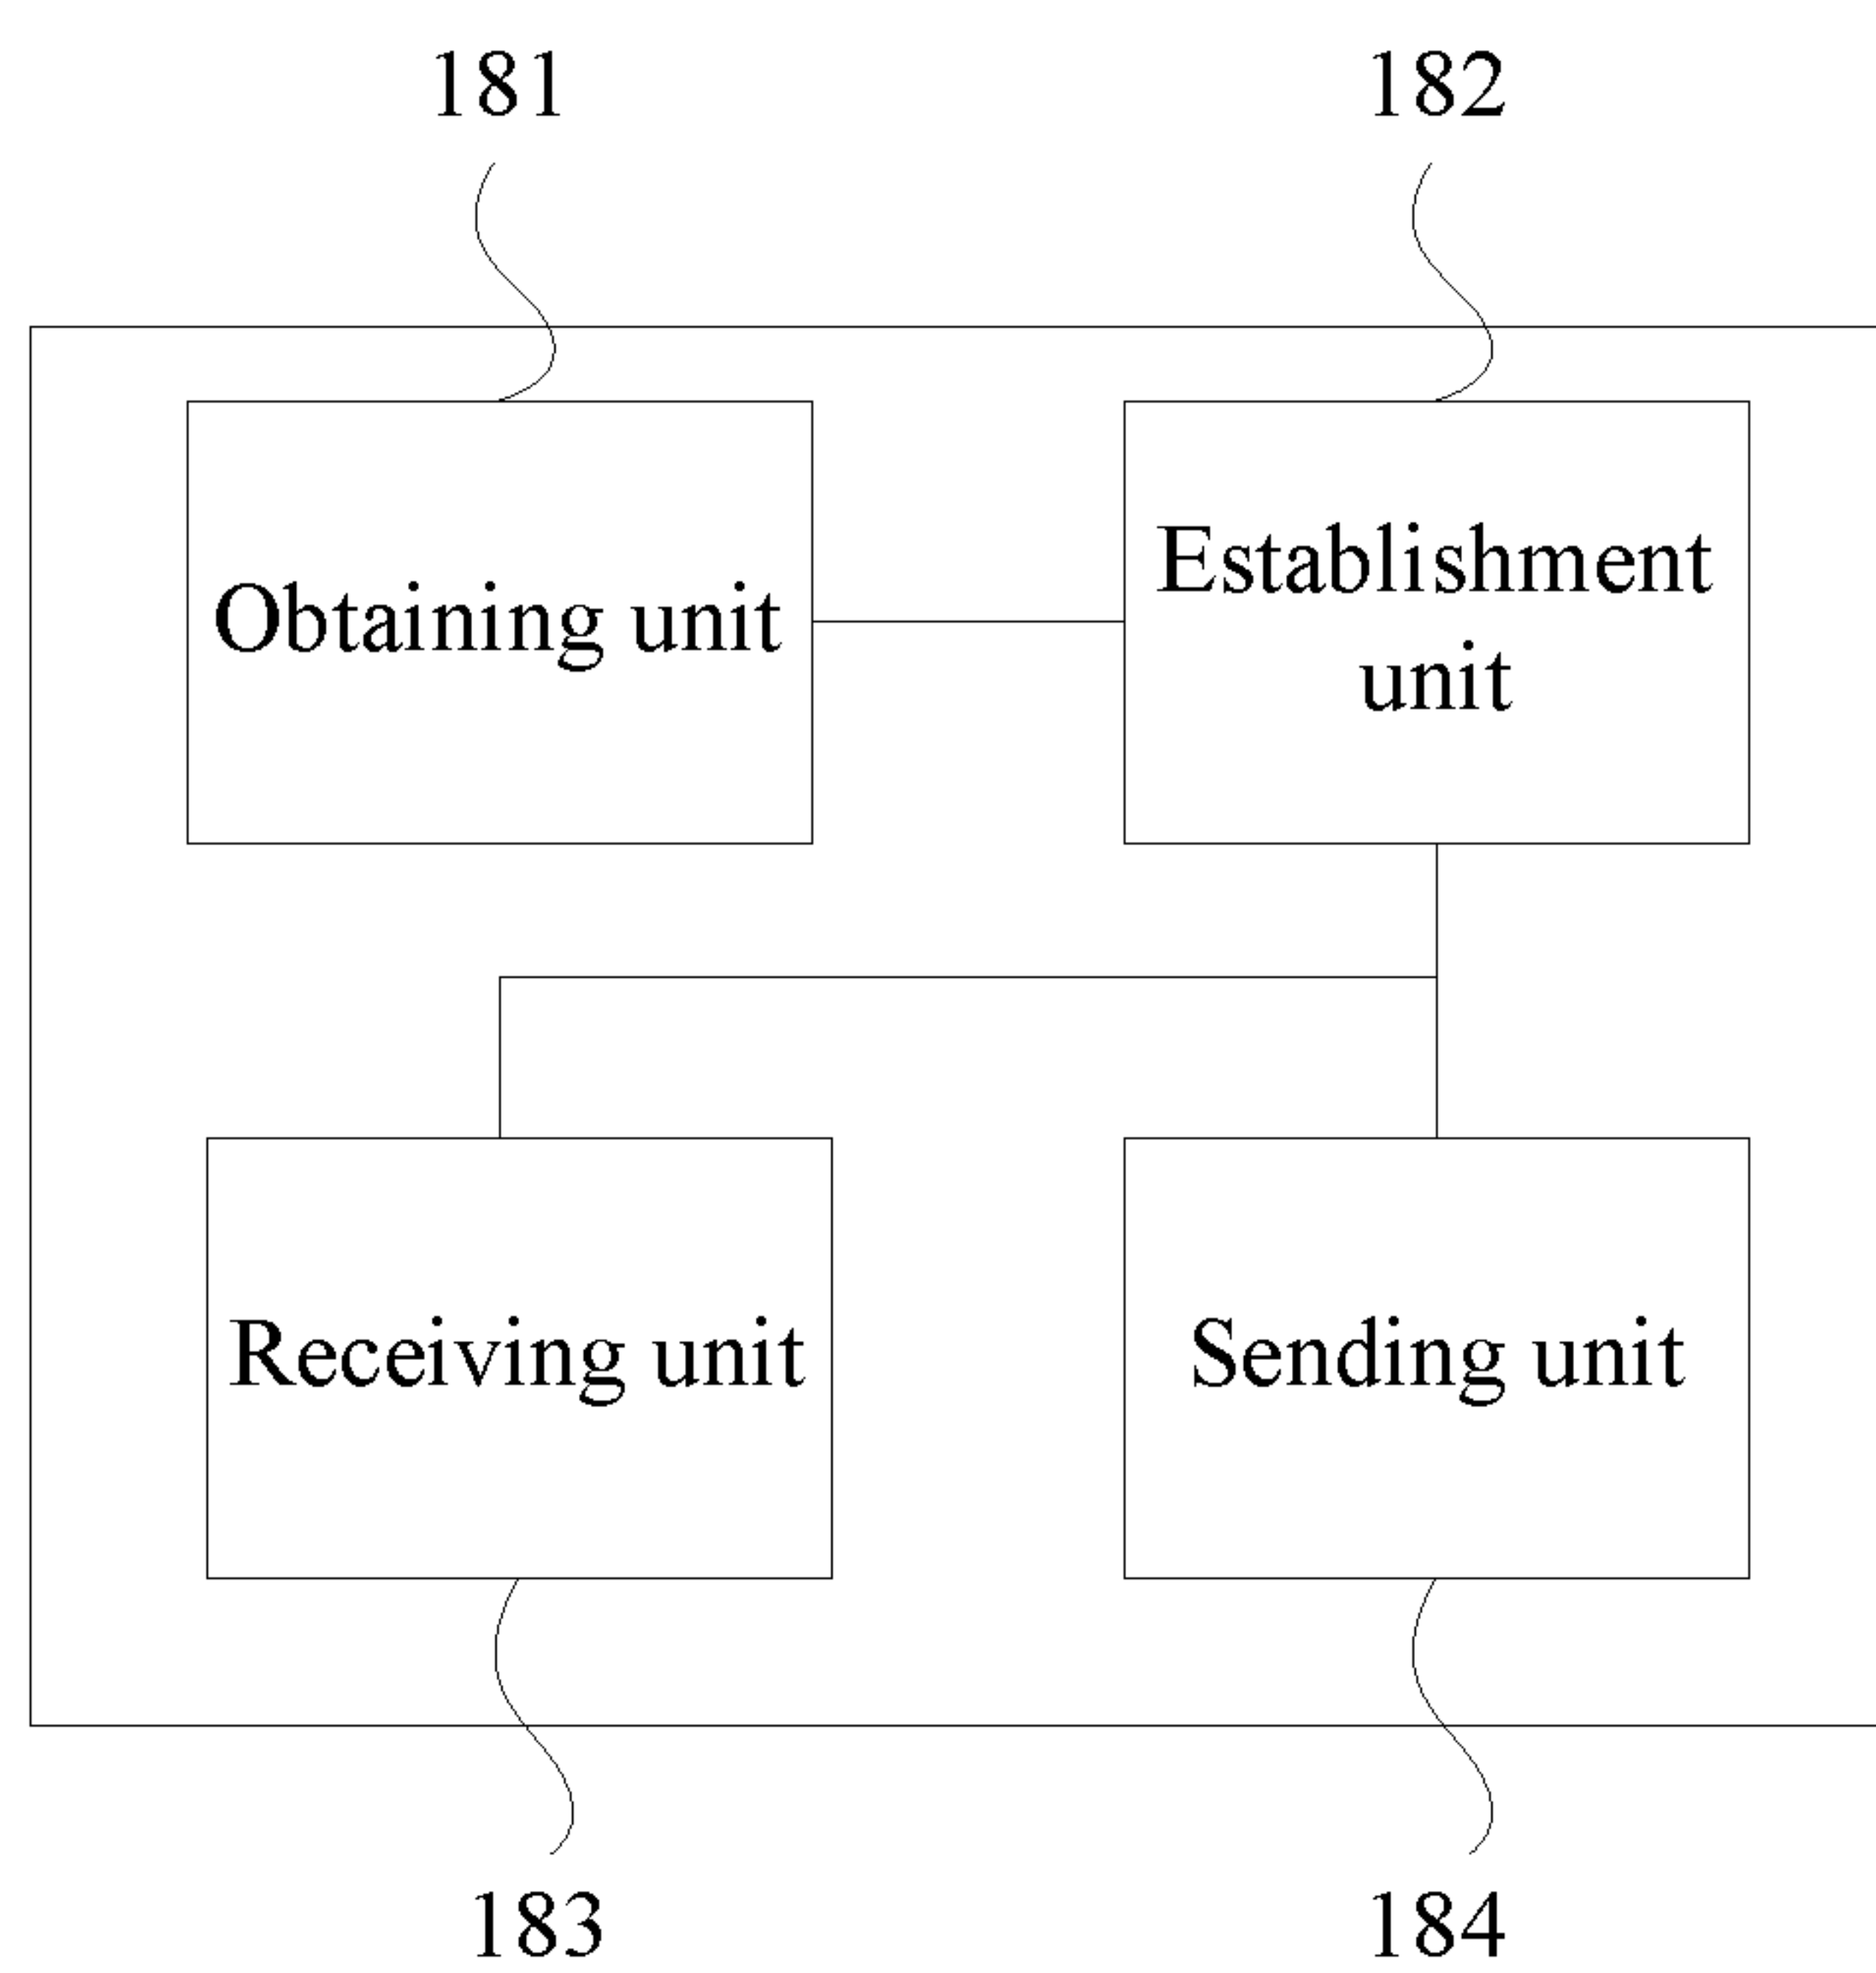 181
182
Obtaining unit
Establishment
unit
Receiving unit
Sending unit
183
184